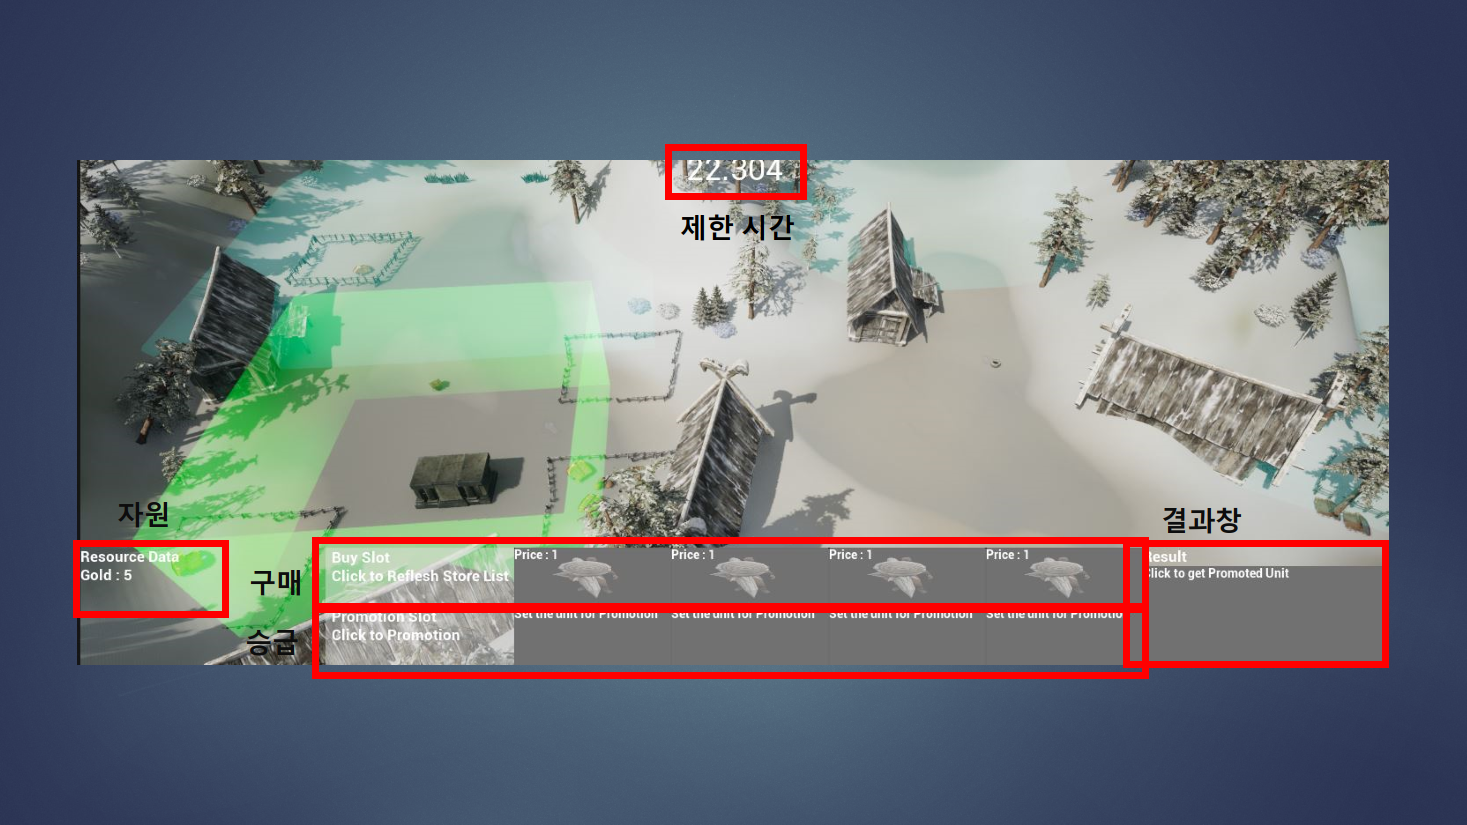 22.304
제한 시간
자원
결과창
Resource Data
Gold : 5
구매
Buy Slot
Click to Reflesh Store List
Price : 1
Price : 1
Price : 1
Price : 1
Result
Click to get Promoted Unit
승급
Promotion Slot
Click to Promotion
Set the unit for Promotion
Set the unit for Promotion
Set the unit for Promotion
Set the unit for Promotio